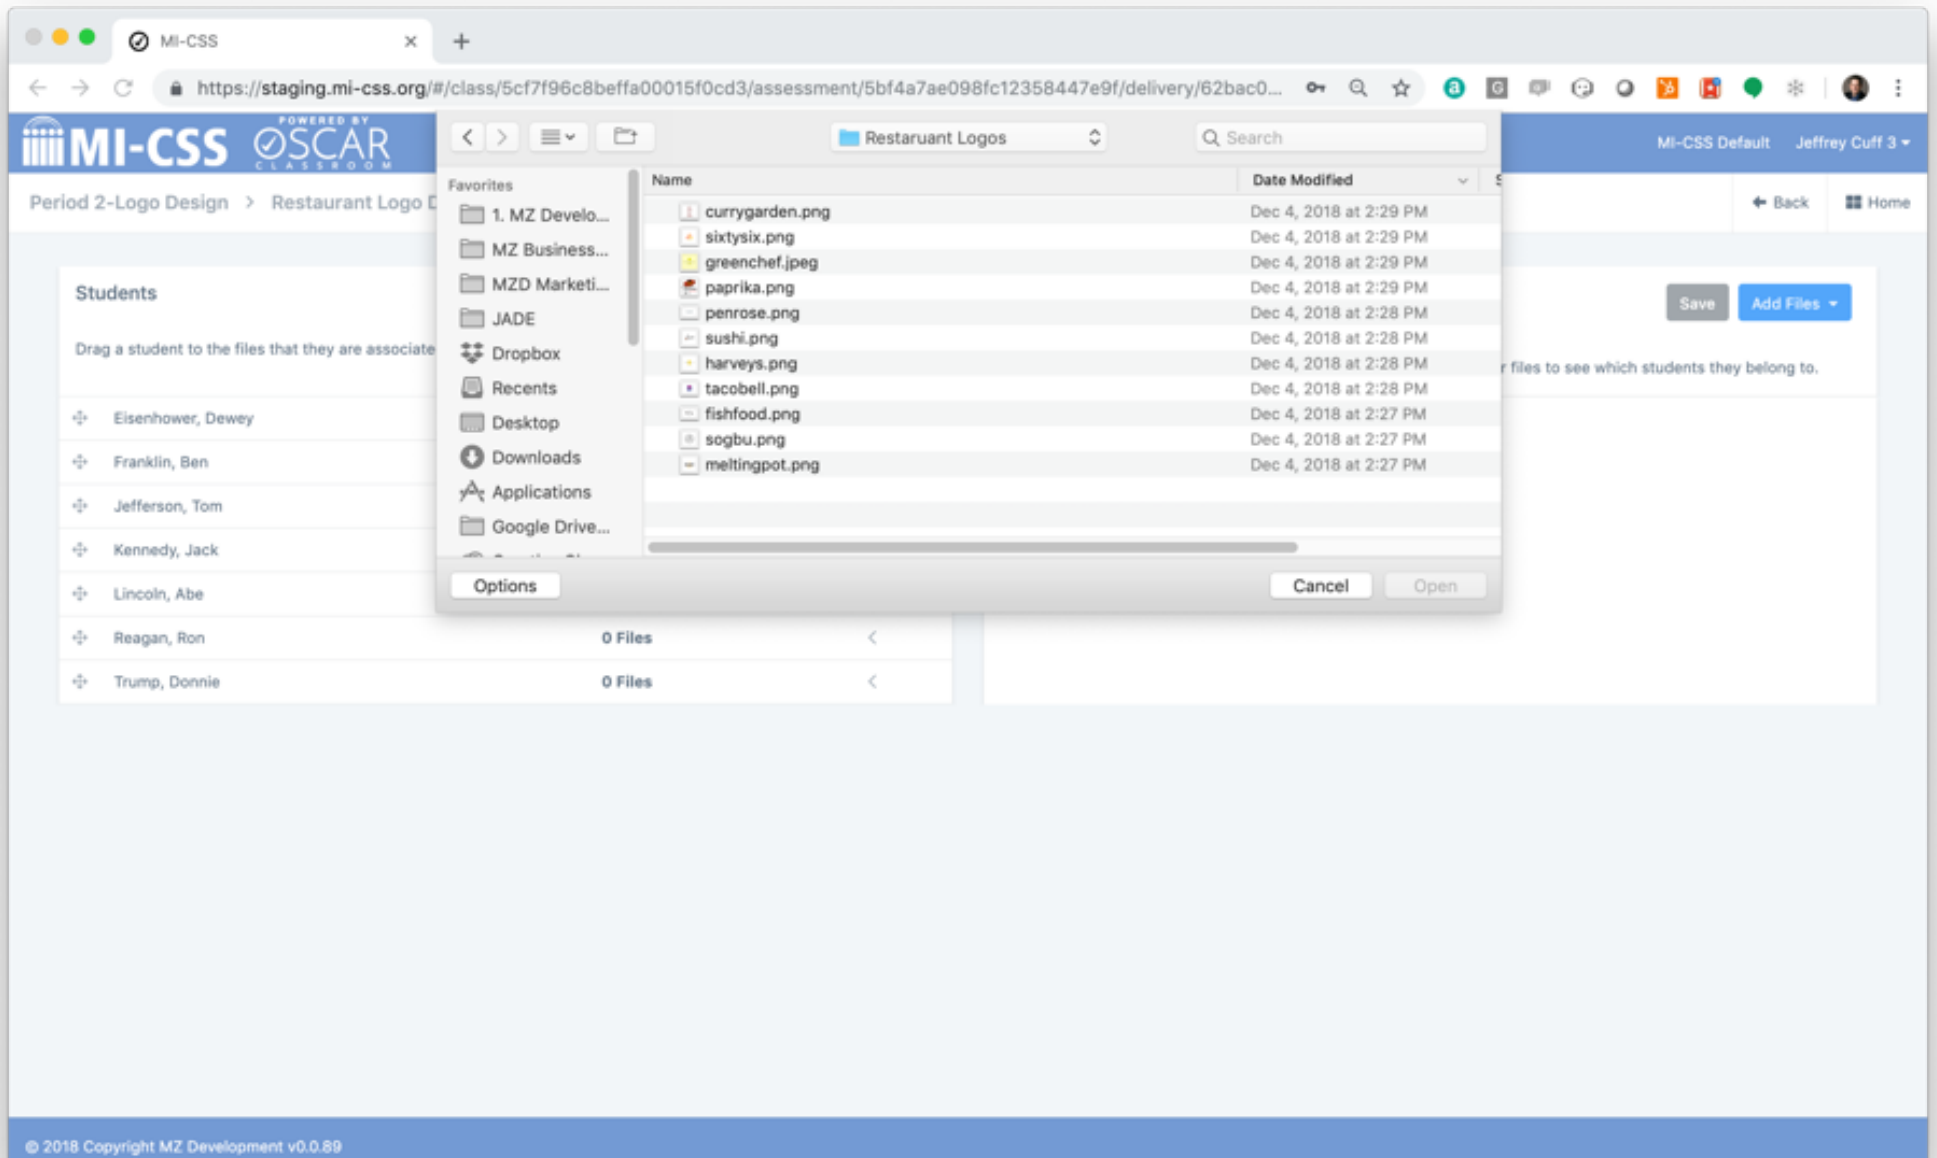 MI-CSS
https://staging.mi-css.org/#/class/5cf7f96c8beffa00015f0cd3/assessment/5bf4a7ae098fc12358447e9f/delivery/62bac0...
MI-CSS
POWERED BY
OSCAR
CLASSROOM
Restaruant Logos
Search
MI-CSS Default
Jeffrey Cuff 3
Period 2-Logo Design > Restaurant Logo D
Back
Home
Favorites
1. MZ Develo...
MZ Business...
MZD Marketi...
JADE
Dropbox
Recents
Desktop
Downloads
Applications
Google Drive...
Name Date Modified
currygarden.png Dec 4, 2018 at 2:29 PM
sixtysix.png Dec 4, 2018 at 2:29 PM
greenchef.jpeg Dec 4, 2018 at 2:29 PM
paprika.png Dec 4, 2018 at 2:29 PM
penrose.png Dec 4, 2018 at 2:28 PM
sushi.png Dec 4, 2018 at 2:28 PM
harveys.png Dec 4, 2018 at 2:28 PM
tacobell.png Dec 4, 2018 at 2:28 PM
fishfood.png Dec 4, 2018 at 2:27 PM
sogbu.png Dec 4, 2018 at 2:27 PM
meltingpot.png Dec 4, 2018 at 2:27 PM
Options
Cancel
Open
Students
Drag a student to the files that they are associate
Eisenhower, Dewey
Franklin, Ben
Jefferson, Tom
Kennedy, Jack
Lincoln, Abe
Reagan, Ron 0 Files
Trump, Donnie 0 Files
Save
Add Files
r files to see which students they belong to.
© 2018 Copyright MZ Development v0.0.89